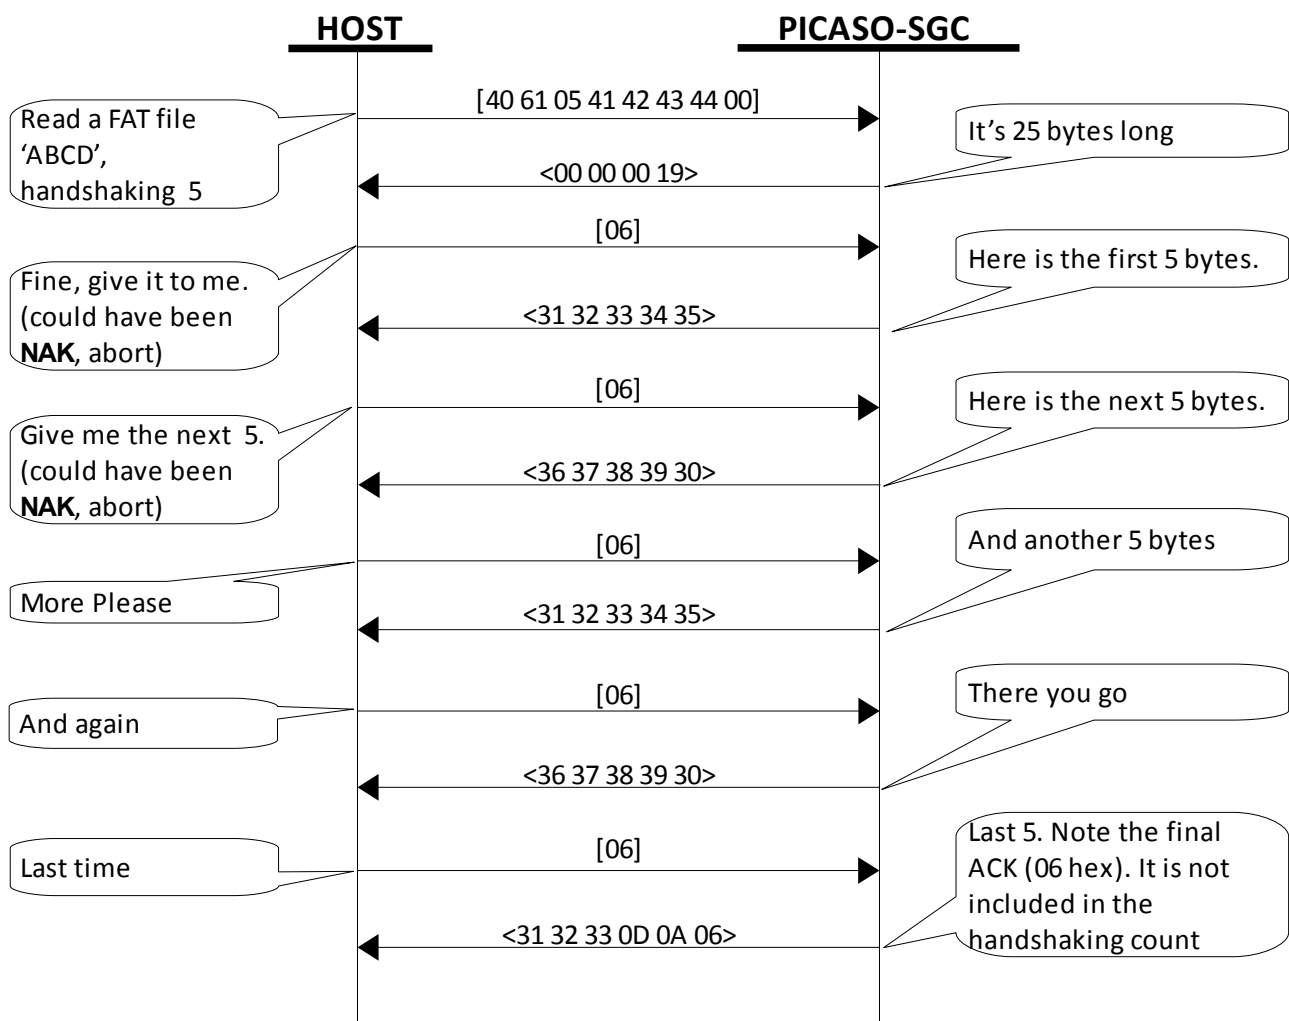 HOST
PICASO-SGC
[40 61 05 41 42 43 44 00]
Read a FAT file
‘ABCD’,
handshaking 5
It’s 25 bytes long
<00 00 00 19>
[06]
Fine, give it to me.
(could have been
NAK, abort)
Here is the first 5 bytes.
<31 32 33 34 35>
[06]
Give me the next 5.
(could have been
NAK, abort)
Here is the next 5 bytes.
<36 37 38 39 30>
[06]
And another 5 bytes
More Please
<31 32 33 34 35>
[06]
There you go
And again
<36 37 38 39 30>
[06]
Last time
Last 5. Note the final
ACK (06 hex). It is not
included in the
handshaking count
<31 32 33 0D 0A 06>